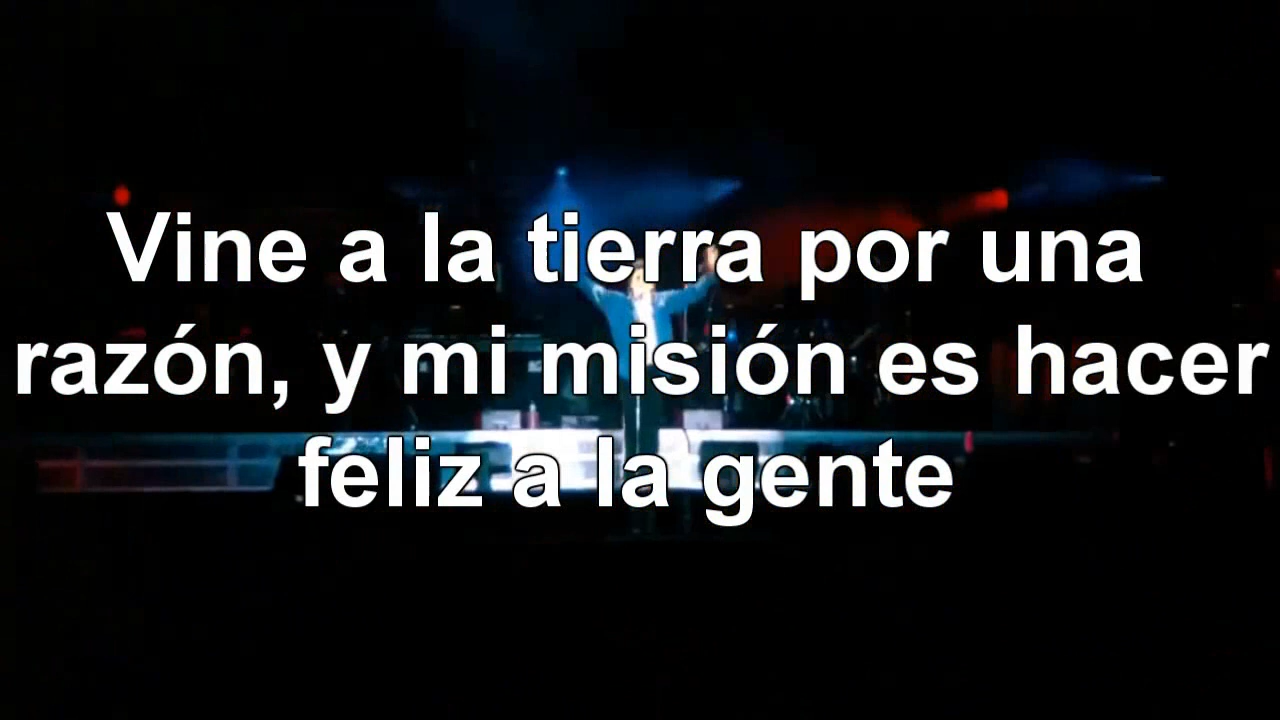 Vine a la tierra por una
razón, y mi misión es hacer
feliz a la gente